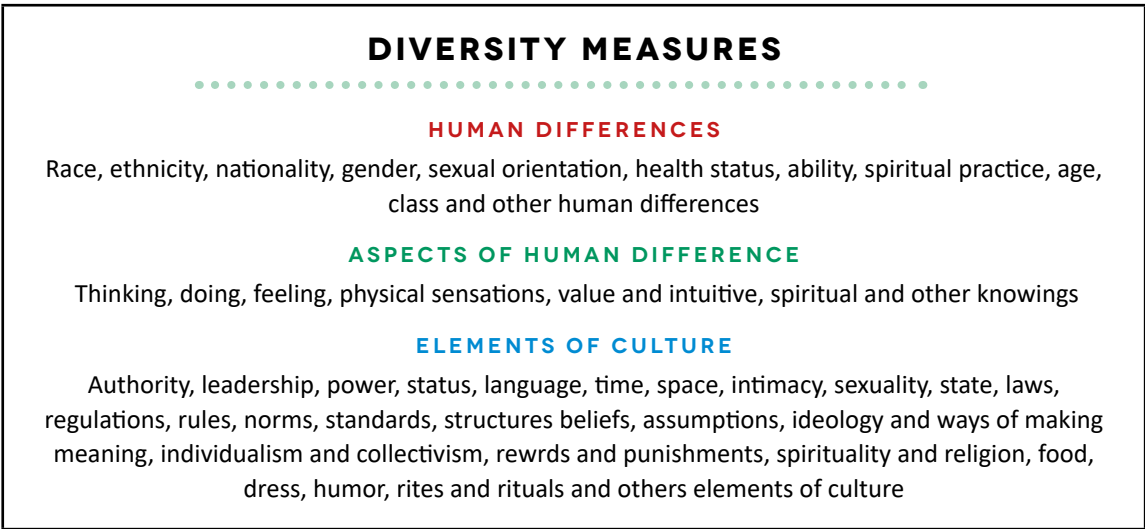 DIVERSITY MEASURES
HUMAN DIFFERENCES
Race, ethnicity, nationality, gender, sexual orientation, health status, ability, spiritual practice, age,
class and other human differences
ASPECTS OF HUMAN DIFFERENCE
Thinking, doing, feeling, physical sensations, value and intuitive, spiritual and other knowings
ELEMENTS OF CULTURE
Authority, leadership, power, status, language, time, space, intimacy, sexuality, state, laws,
regulations, rules, norms, standards, structures beliefs, assumptions, ideology and ways of making
meaning, individualism and collectivism, rewrds and punishments, spirituality and religion, food,
dress, humor, rites and rituals and others elements of culture